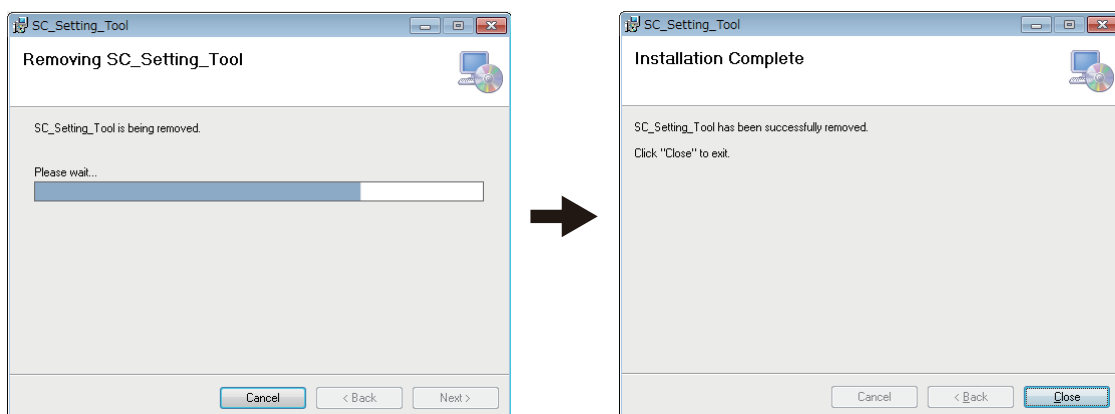 SC_Setting_Tool
Removing SC_Setting_Tool
SC_Setting_Tool is being removed.
Please wait...
Cancel
< Back
Next >
SC_Setting_Tool
Installation Complete
SC_Setting_Tool has been successfully removed.
Click "Close" to exit.
Cancel
< Back
Close